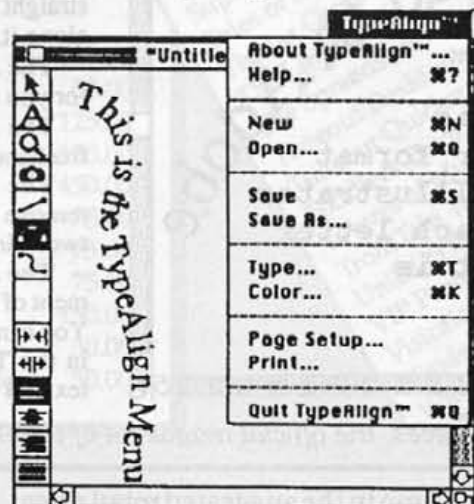 TypeAlign™
"Untitle
About TypeAlign™...
Help... ⌘?
New ⌘N
Open... ⌘O
Save ⌘S
Save As...
Type... ⌘T
Color... ⌘K
Page Setup...
Print...
Quit TypeAlign™ ⌘Q
This is the TypeAlign Menu
A